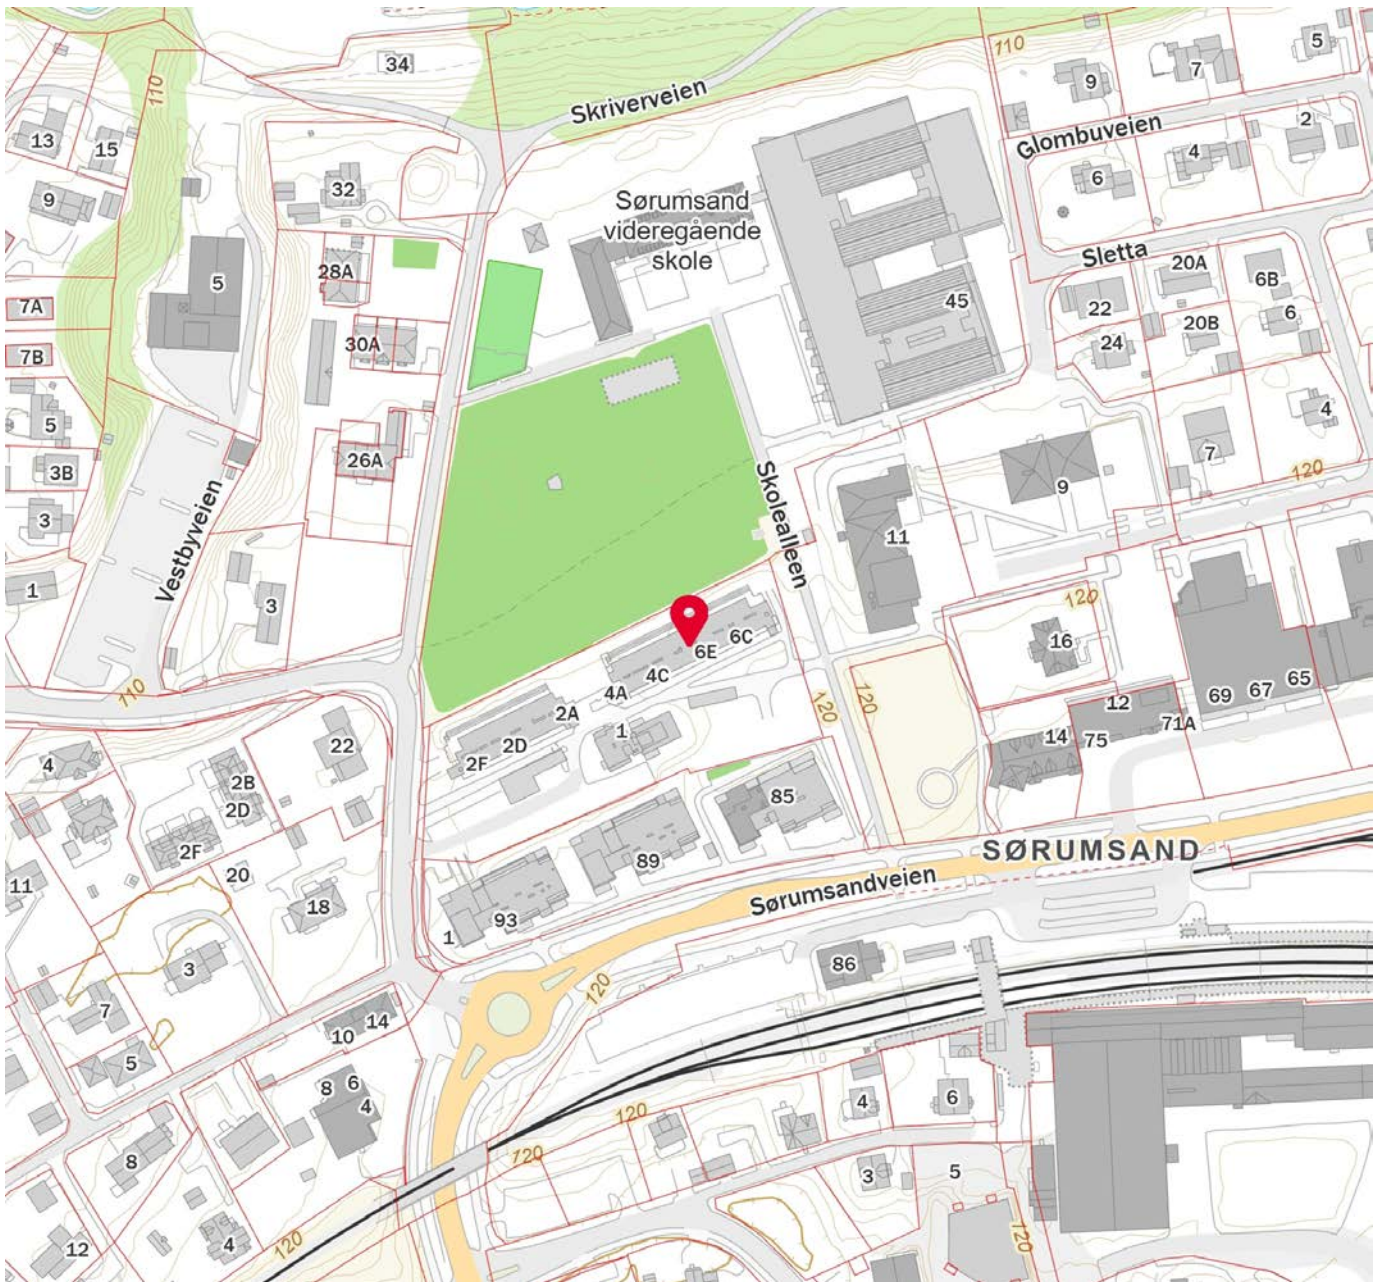 34
110
Skriverveien
110
5
7
9
2
Glombuveien
4
6
13
15
9
32
Sørumsand
videregående
skole
Sletta
20A
6B
28A
5
45
22
6
20B
24
7A
30A
7B
5
4
7
26A
120
3B
9
3
Skolealleen
Vestbyveien
11
1
3
120
16
6C
6E
4C
4A
110
120
120
65
67
69
12
71A
2A
1
14
75
2D
2F
22
4
2B
2D
85
2F
89
SØRUMSAND
20
11
Sørumsandveien
18
93
1
86
3
120
7
14
10
5
6
8
4
4
6
120
120
8
3
5
4
12
120
120